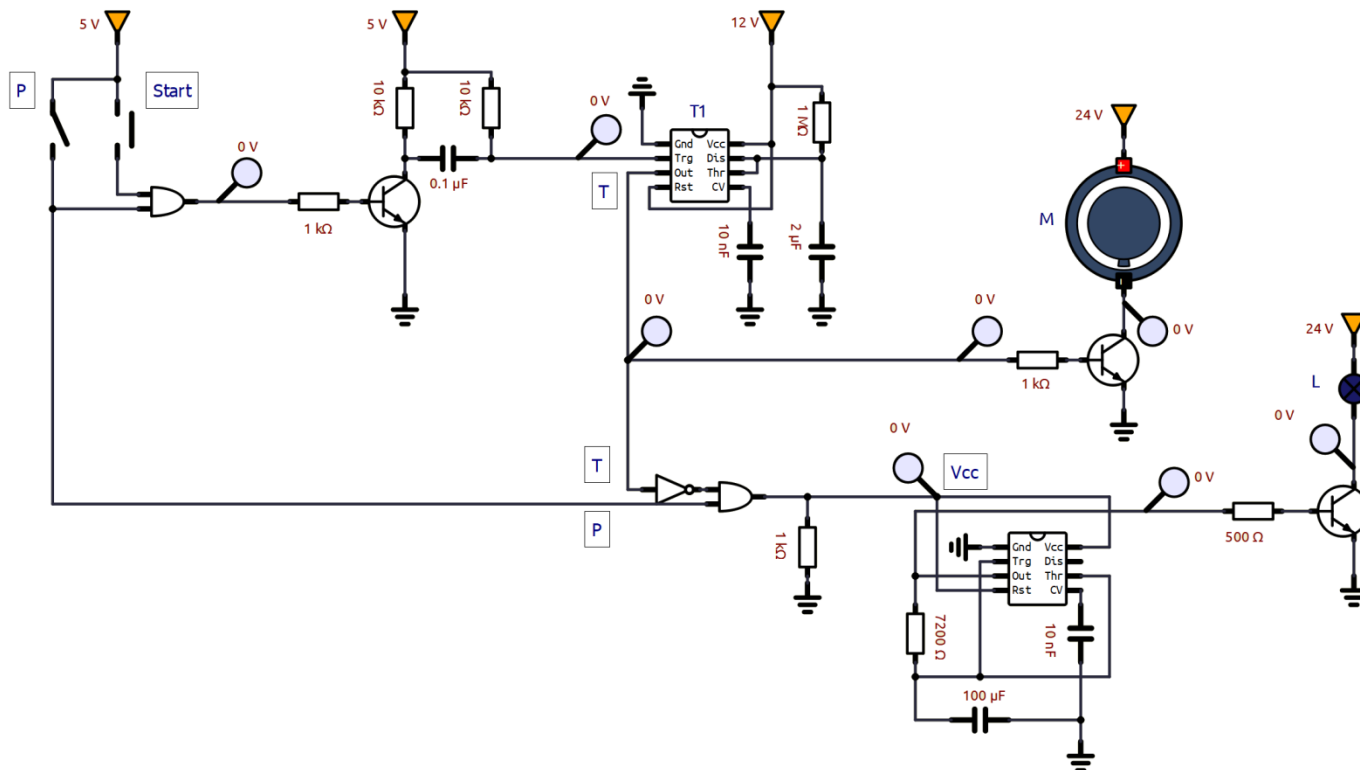 5 V
5 V
12 V
P
Start
10 kΩ
10 kΩ
0 V
T1
1 MΩ
24 V
Gnd Vcc
Trg Dis
Out Thr
Rst CV
0 V
0.1 µF
T
1 kΩ
10 nF
2 µF
M
0 V
0 V
0 V
24 V
1 kΩ
L
0 V
0 V
T
Vcc
0 V
P
1 kΩ
500 Ω
Gnd Vcc
Trg Dis
Out Thr
Rst CV
7200 Ω
10 nF
100 µF